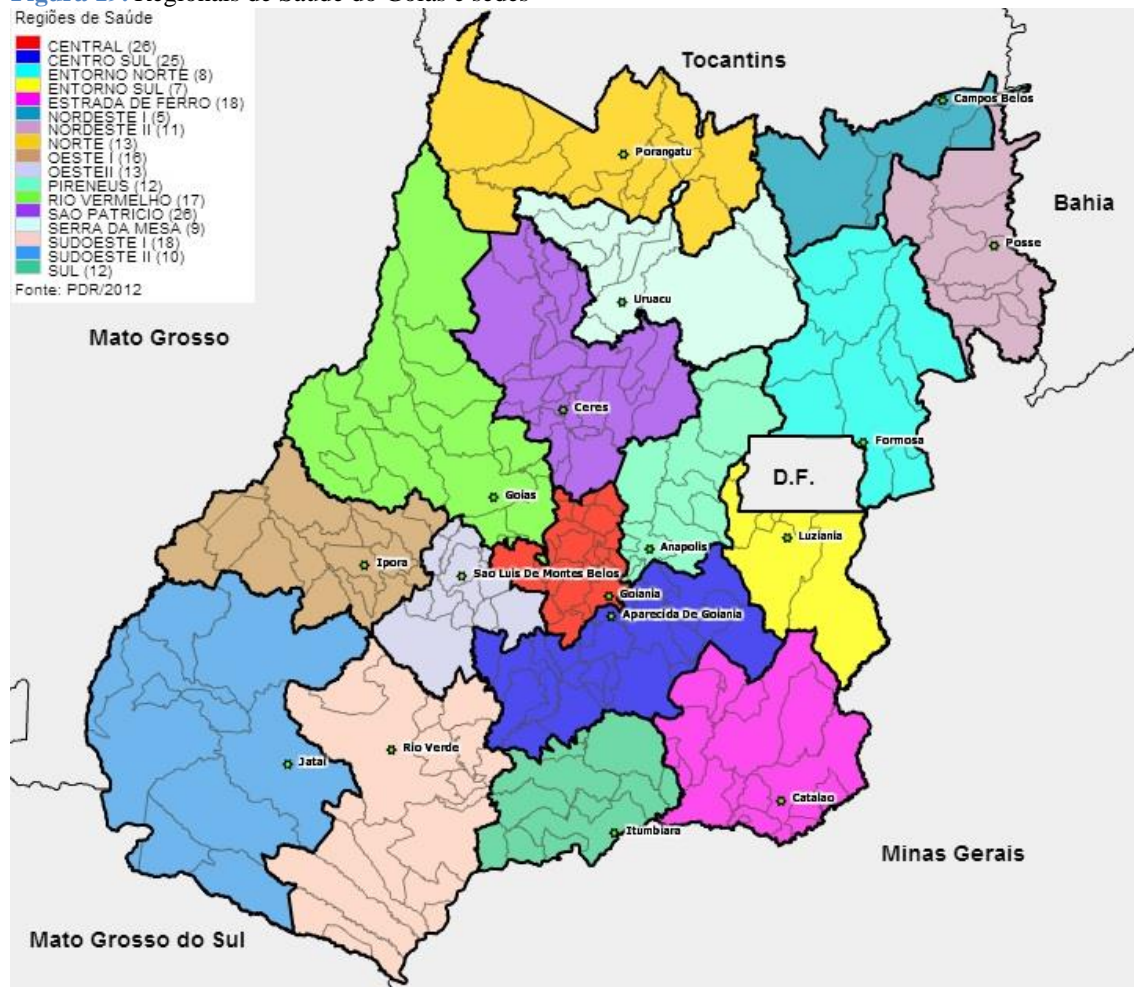 Figura 17. Regionais de Saúde do Goiás e sedes
Regiões de Saúde
CENTRAL (26)
CENTRO SUL (25)
ENTORNO NORTE (8)
ENTORNO SUL (7)
ESTRADA DE FERRO (18)
NORDESTE I (5)
NORDESTE II (11)
NORTE (13)
OESTE I (16)
OESTEII (13)
PIRENEUS (12)
RIO VERMELHO (17)
SAO PATRICIO (26)
SERRA DA MESA (9)
SUDOESTE I (18)
SUDOESTE II (10)
SUL (12)
Fonte: PDR/2012
Tocantins
Campos Belos
Porangatu
Bahia
Posse
Uruacu
Mato Grosso
Ceres
Formosa
D.F.
Goias
Luziania
Anapolis
Ipora
Sao Luis De Montes Belos
Goiania
Aparecida De Goiania
Rio Verde
Jatai
Catalao
Itumbiara
Minas Gerais
Mato Grosso do Sul